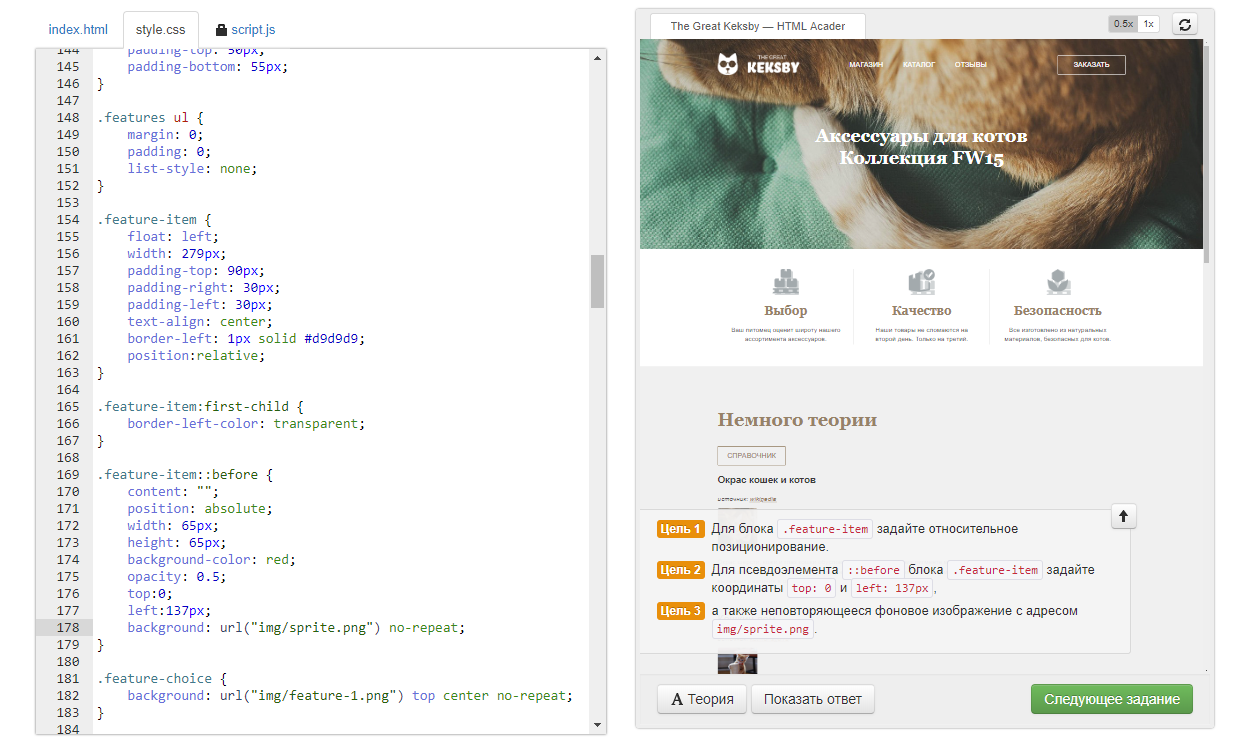 index.html style.css script.js
144 padding-top: 50px;
145 padding-bottom: 55px;
146 }
147
148 .features ul {
149 margin: 0;
150 padding: 0;
151 list-style: none;
152 }
153
154 .feature-item {
155 float: left;
156 width: 279px;
157 padding-top: 90px;
158 padding-right: 30px;
159 padding-left: 30px;
160 text-align: center;
161 border-left: 1px solid #d9d9d9;
162 position:relative;
163 }
164
165 .feature-item:first-child {
166 border-left-color: transparent;
167 }
168
169 .feature-item::before {
170 content: "";
171 position: absolute;
172 width: 65px;
173 height: 65px;
174 background-color: red;
175 opacity: 0.5;
176 top:0;
177 left:137px;
178 background: url("img/sprite.png") no-repeat;
179 }
180
181 .feature-choice {
182 background: url("img/feature-1.png") top center no-repeat;
183 }
184
The Great Keksby — HTML Acader
0.5x 1x
THE GREAT
KEKSBY
МАГАЗИН КАТАЛОГ ОТЗЫВЫ
ЗАКАЗАТЬ
Аксессуары для котов
Коллекция FW15
Выбор
Ваш питомец оценит широту нашего
ассортимента аксессуаров.
Качество
Наши товары не сломаются на
второй день. Только на третий.
Безопасность
Все изготовлено из натуральных
материалов, безопасных для котов.
Немного теории
СПРАВОЧНИК
Окрас кошек и котов
Источник: wikipedia
Цель 1 Для блока .feature-item задайте относительное
позиционирование.
Цель 2 Для псевдоэлемента ::before блока .feature-item задайте
координаты top: 0 и left: 137px,
Цель 3 а также неповторяющееся фоновое изображение с адресом
img/sprite.png.
A Теория
Показать ответ
Следующее задание